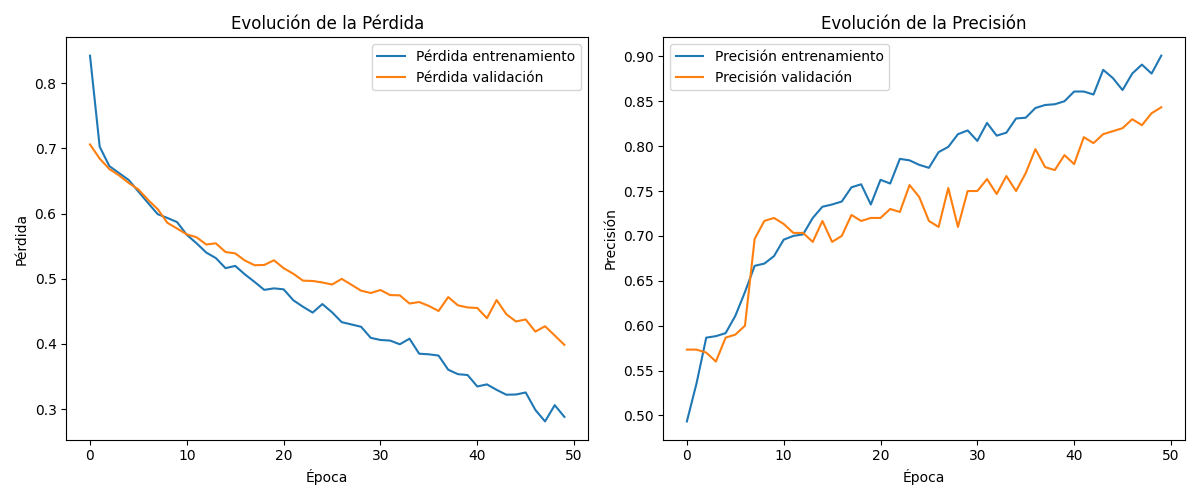 Evolución de la Pérdida
Pérdida entrenamiento
Pérdida validación
Pérdida
0.8
0.7
0.6
0.5
0.4
0.3
0 10 20 30 40 50
Época
Evolución de la Precisión
Precisión entrenamiento
Precisión validación
Precisión
0.90
0.85
0.80
0.75
0.70
0.65
0.60
0.55
0.50
0 10 20 30 40 50
Época